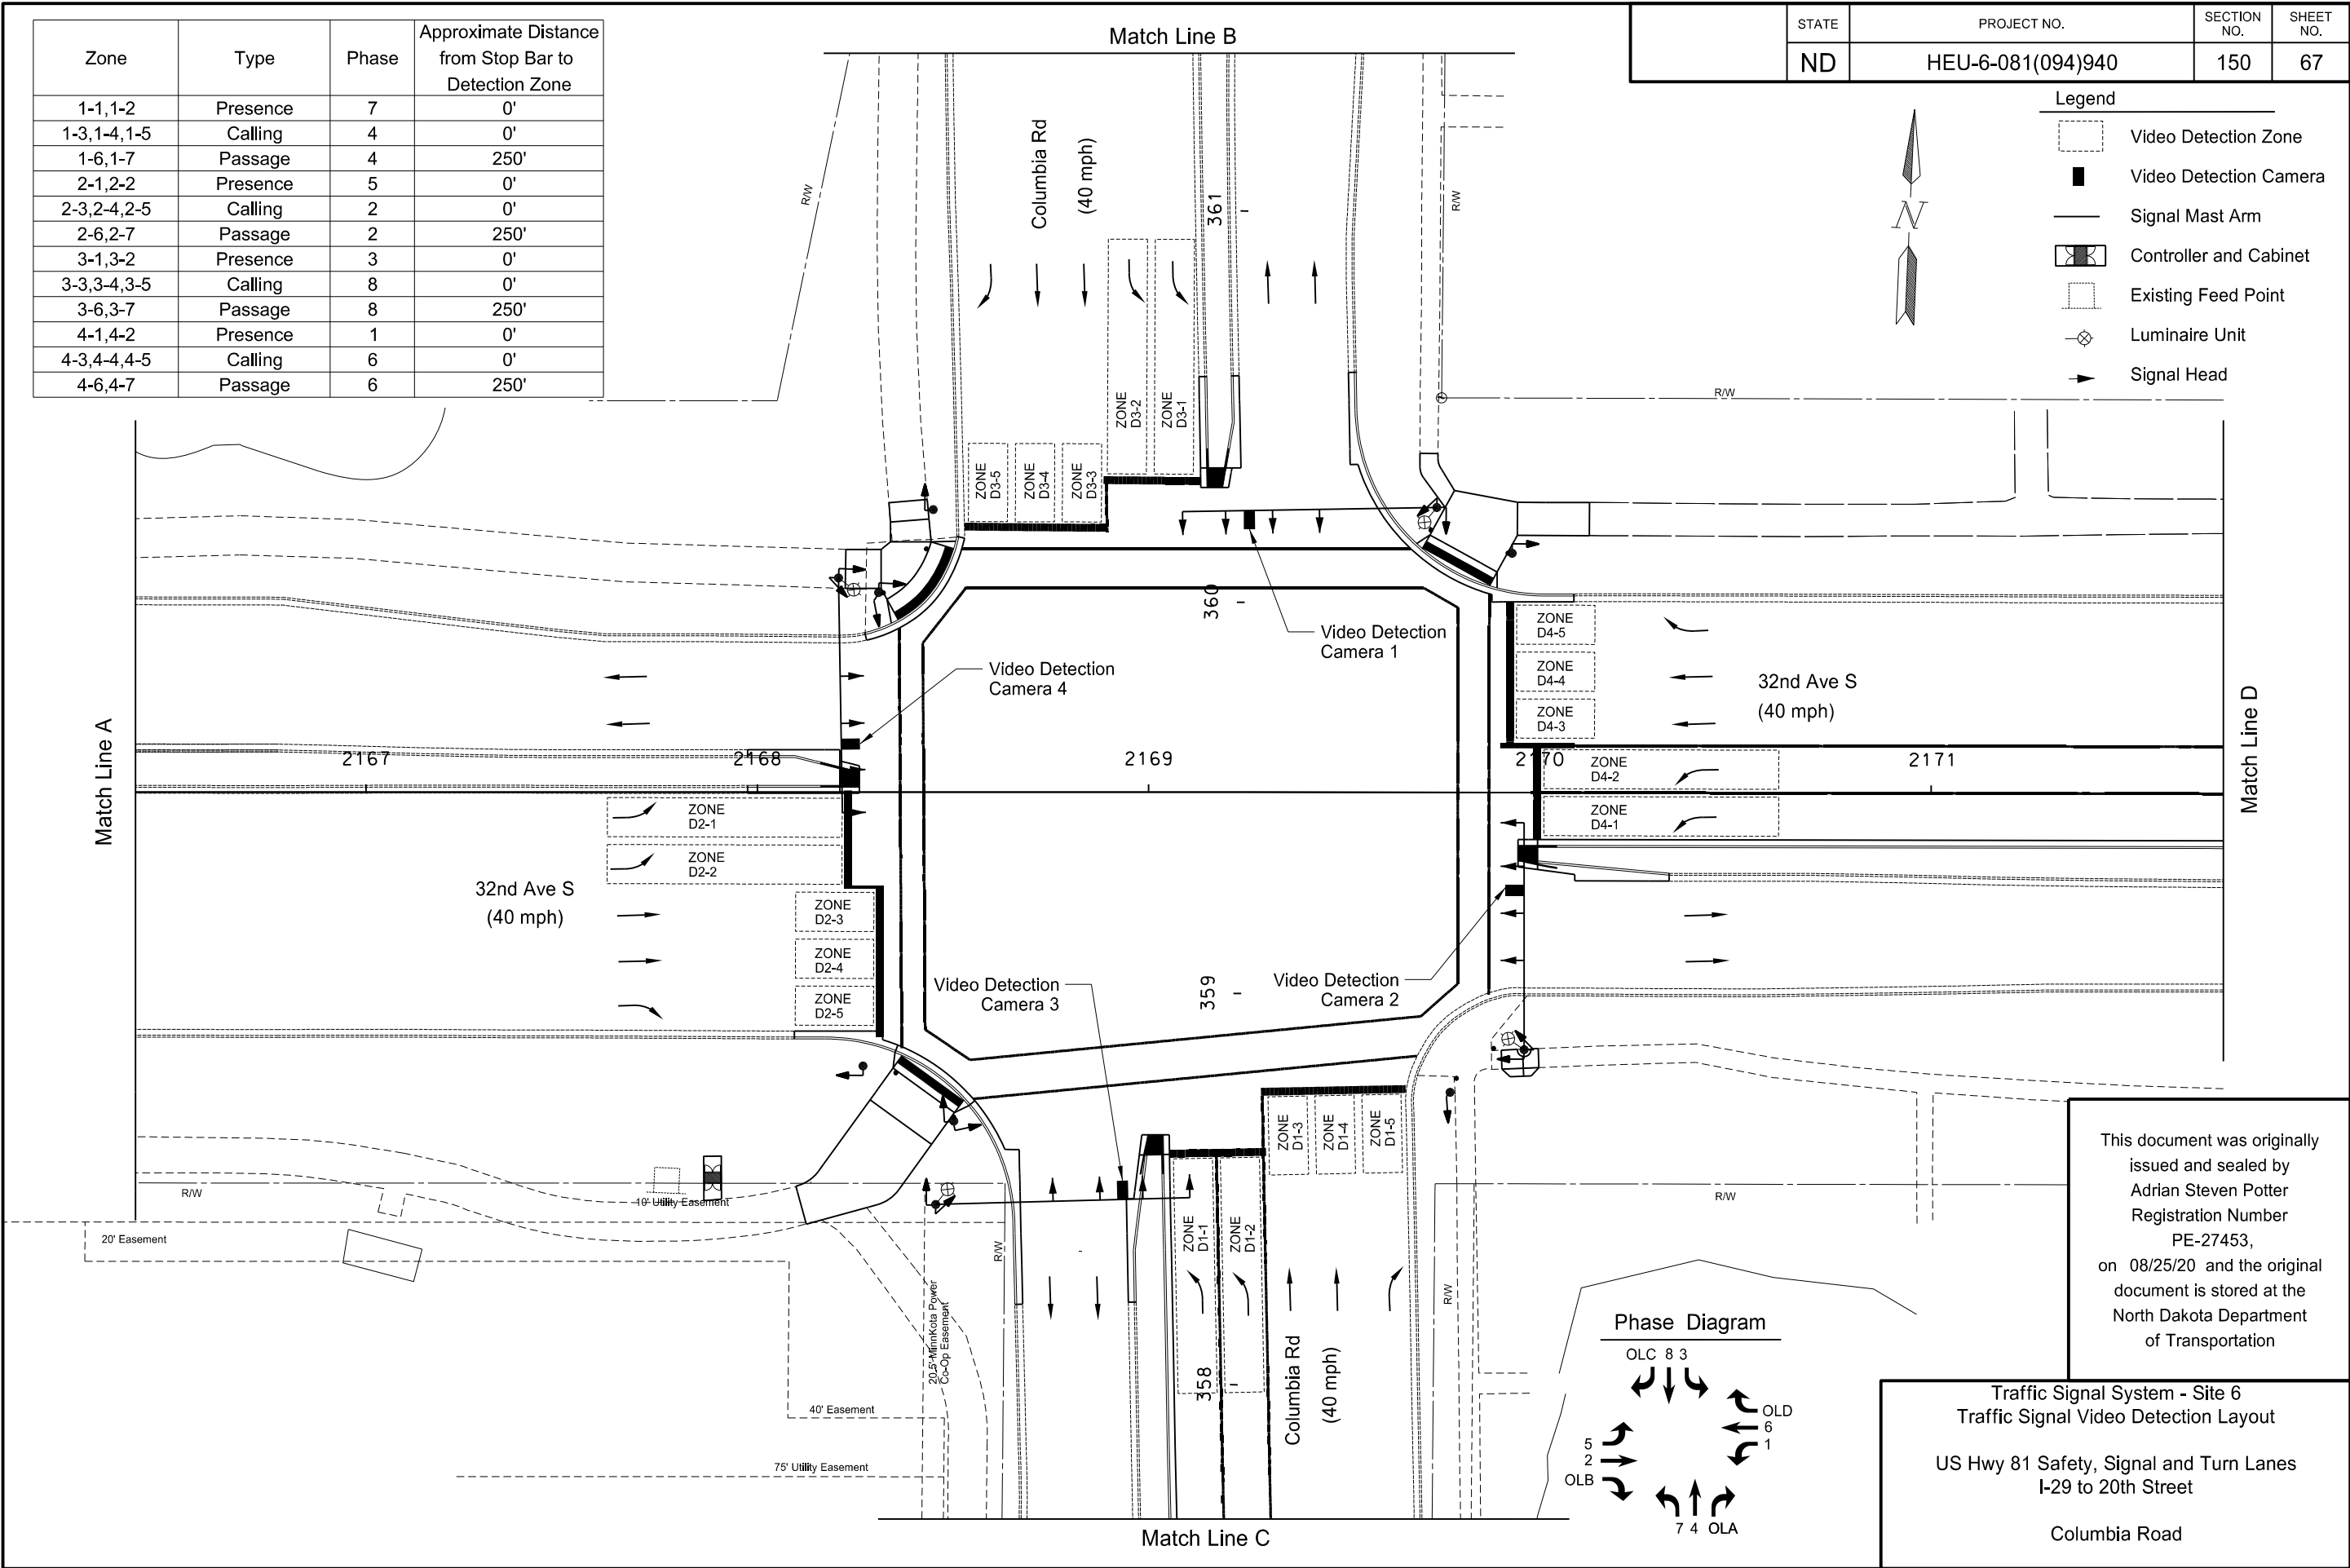 Zone Type Phase Approximate Distance
from Stop Bar to
Detection Zone
1-1,1-2 Presence 7 0'
1-3,1-4,1-5 Calling 4 0'
1-6,1-7 Passage 4 250'
2-1,2-2 Presence 5 0'
2-3,2-4,2-5 Calling 2 0'
2-6,2-7 Passage 2 250'
3-1,3-2 Presence 3 0'
3-3,3-4,3-5 Calling 8 0'
3-6,3-7 Passage 8 250'
4-1,4-2 Presence 1 0'
4-3,4-4,4-5 Calling 6 0'
4-6,4-7 Passage 6 250'
Match Line B
STATE PROJECT NO. SECTION NO. SHEET NO.
ND HEU-6-081(094)940 150 67
Legend
Video Detection Zone
Video Detection Camera
Signal Mast Arm
Controller and Cabinet
Existing Feed Point
Luminaire Unit
Signal Head
N
R/W
Columbia Rd
(40 mph)
361
R/W
R/W
ZONE
D3-5
ZONE
D3-4
ZONE
D3-3
ZONE
D3-2
ZONE
D3-1
360
Video Detection
Camera 1
Video Detection
Camera 4
ZONE
D4-5
ZONE
D4-4
ZONE
D4-3
32nd Ave S
(40 mph)
Match Line A
Match Line D
2167
2168
2169
2170
2171
ZONE
D4-2
ZONE
D4-1
ZONE
D2-1
ZONE
D2-2
32nd Ave S
(40 mph)
ZONE
D2-3
ZONE
D2-4
ZONE
D2-5
Video Detection
Camera 3
359
Video Detection
Camera 2
ZONE
D1-3
ZONE
D1-4
ZONE
D1-5
ZONE
D1-1
ZONE
D1-2
R/W
10' Utility Easement
20' Easement
R/W
R/W
R/W
20.5' MinnKota Power
Co-Op Easement
40' Easement
75' Utility Easement
358
Columbia Rd
(40 mph)
Match Line C
Phase Diagram
OLC 8 3
OLD
6
1
5
2
OLB
7 4 OLA
This document was originally
issued and sealed by
Adrian Steven Potter
Registration Number
PE-27453,
on 08/25/20 and the original
document is stored at the
North Dakota Department
of Transportation
Traffic Signal System - Site 6
Traffic Signal Video Detection Layout
US Hwy 81 Safety, Signal and Turn Lanes
I-29 to 20th Street
Columbia Road